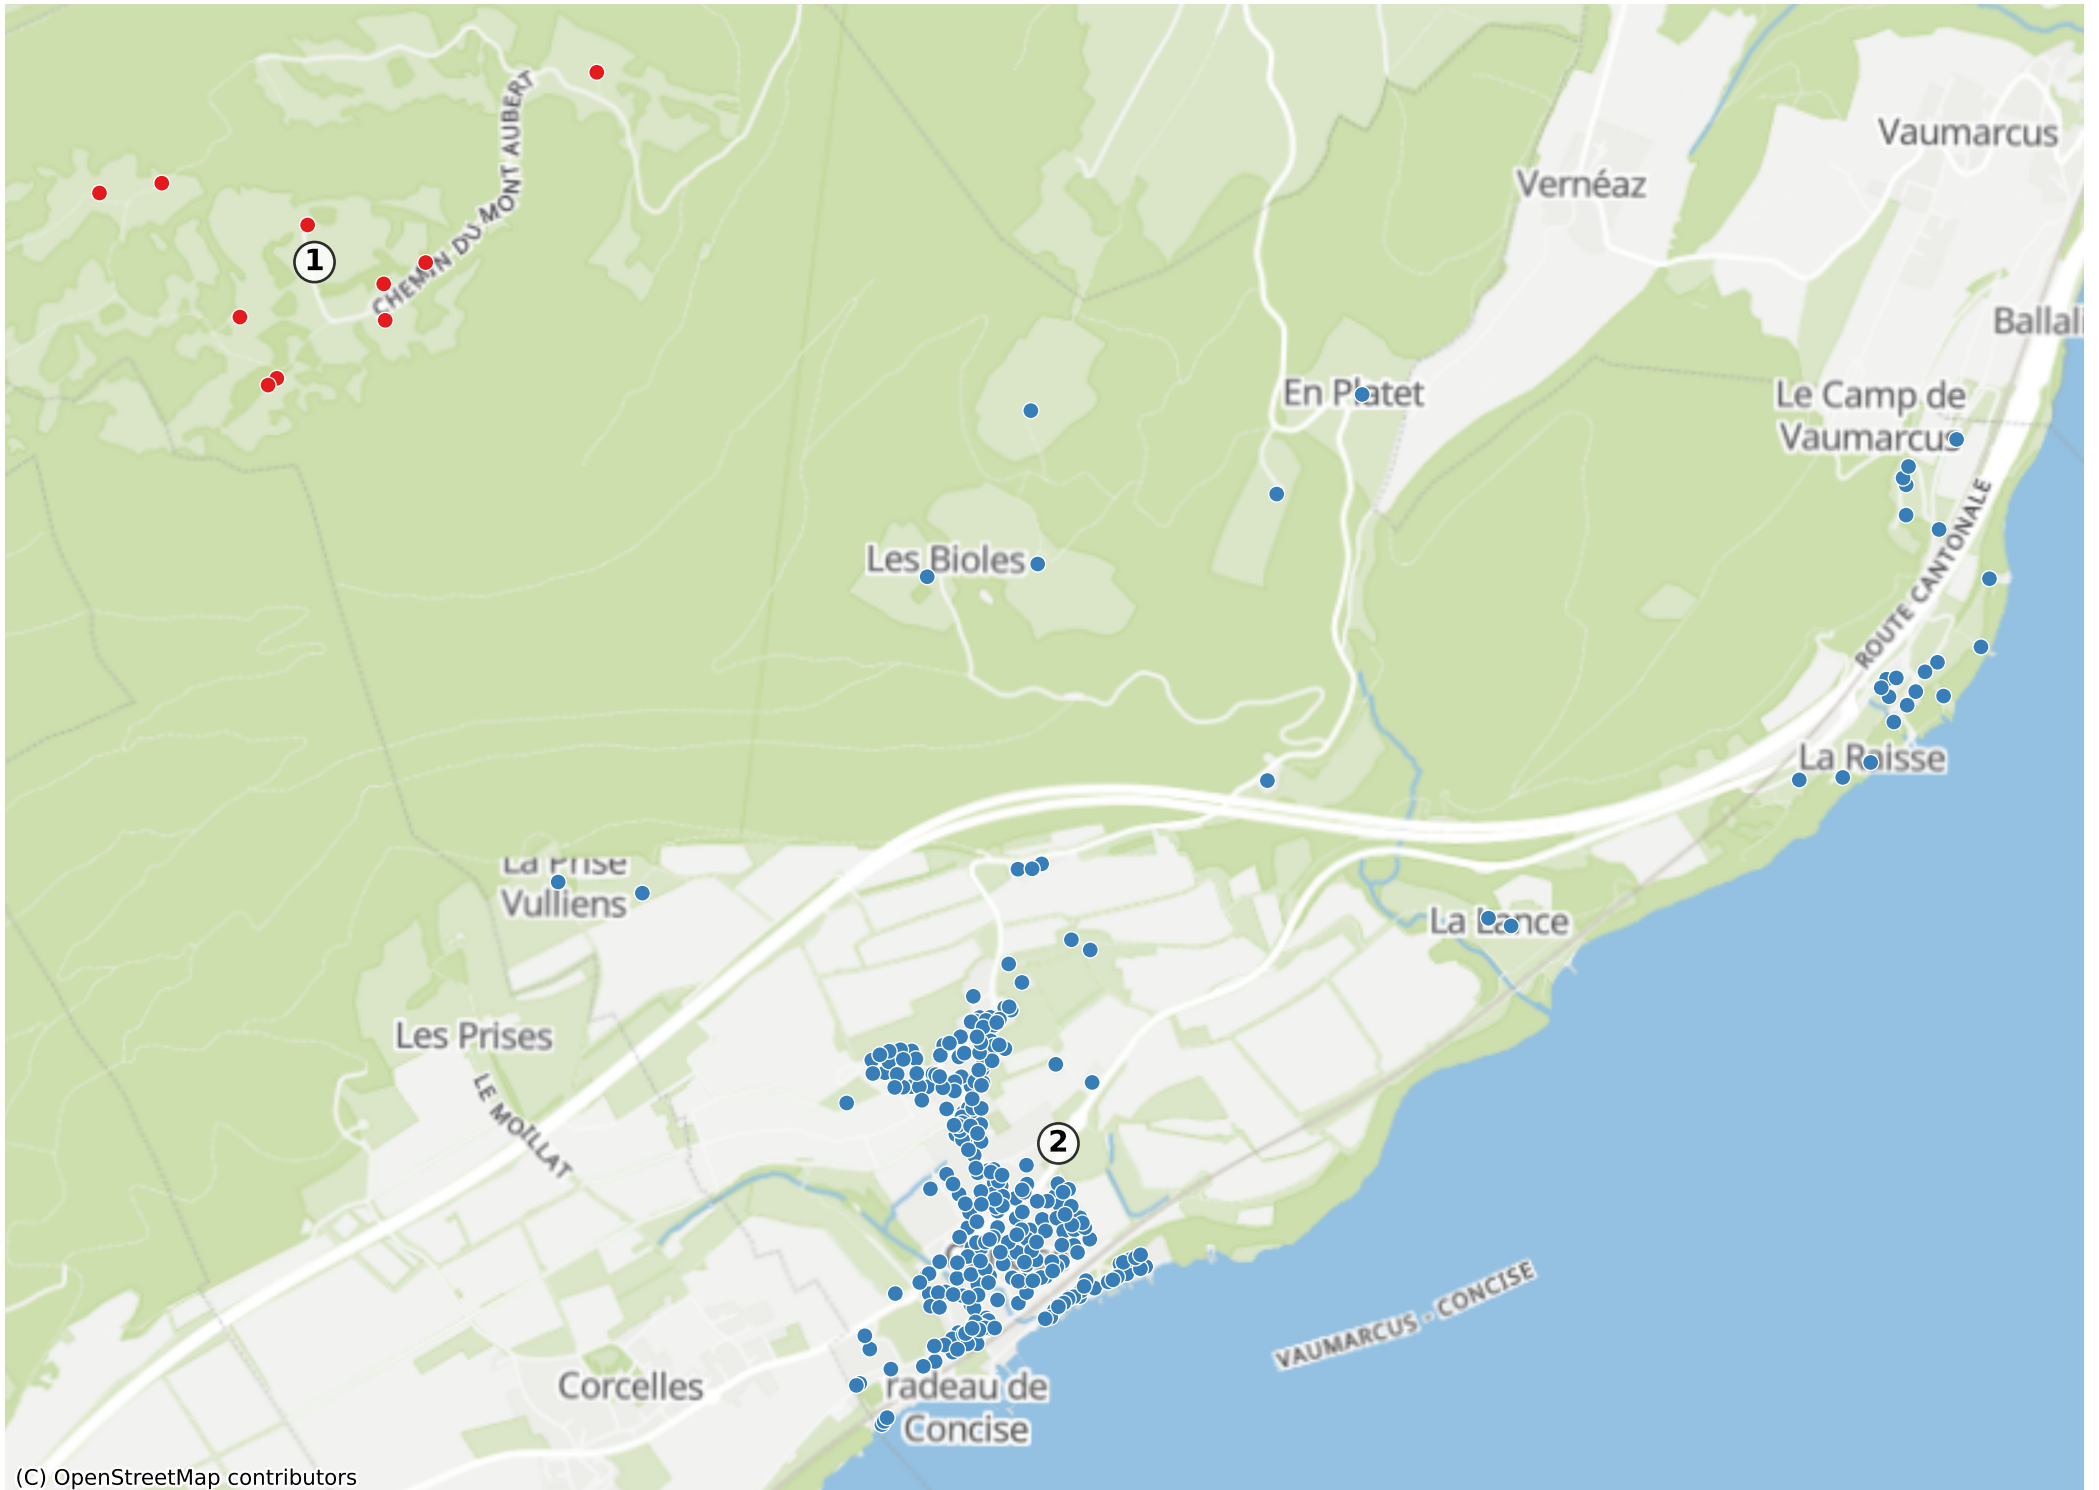 CHEMIN DU MONT AUBERT
Vaumarcus
Vernéaz
1
Ballali
En Platet
Le Camp de
Vaumarcus
Les Bioles
ROUTE CANTONALE
La Raisse
La Prise
Vulliens
La Lance
Les Prises
LE MOILLAT
2
VAUMARCUS - CONCISE
Corcelles
radeau de
Concise
(C) OpenStreetMap contributors